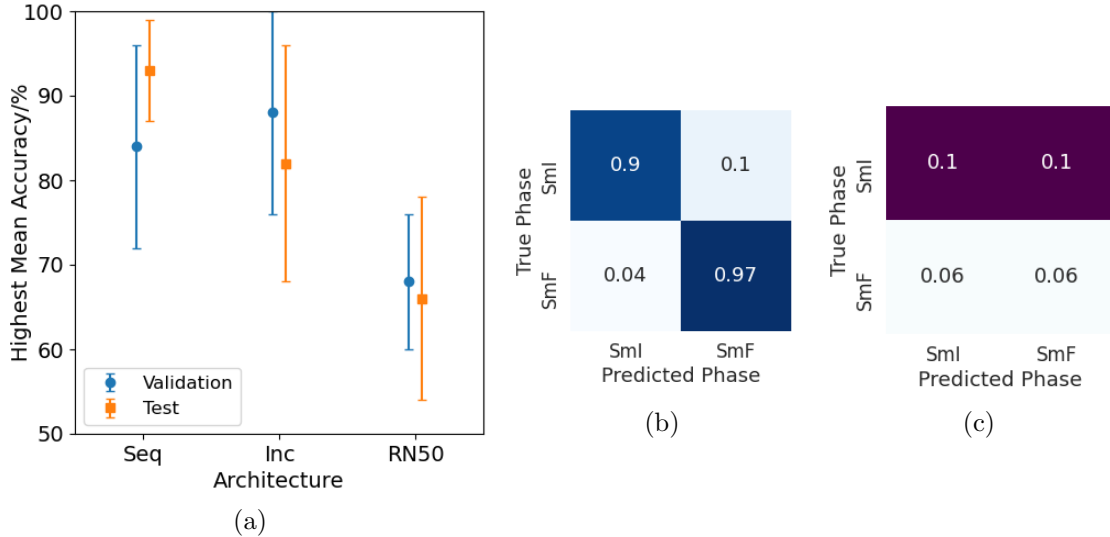 Highest Mean Accuracy/%
100
90
80
70
60
50
Validation
Test
Seq Inc RN50
Architecture
(a)
True Phase
SmI
SmF
0.9 0.1
0.04 0.97
SmI SmF
Predicted Phase
(b)
True Phase
SmI
SmF
0.1 0.1
0.06 0.06
SmI SmF
Predicted Phase
(c)